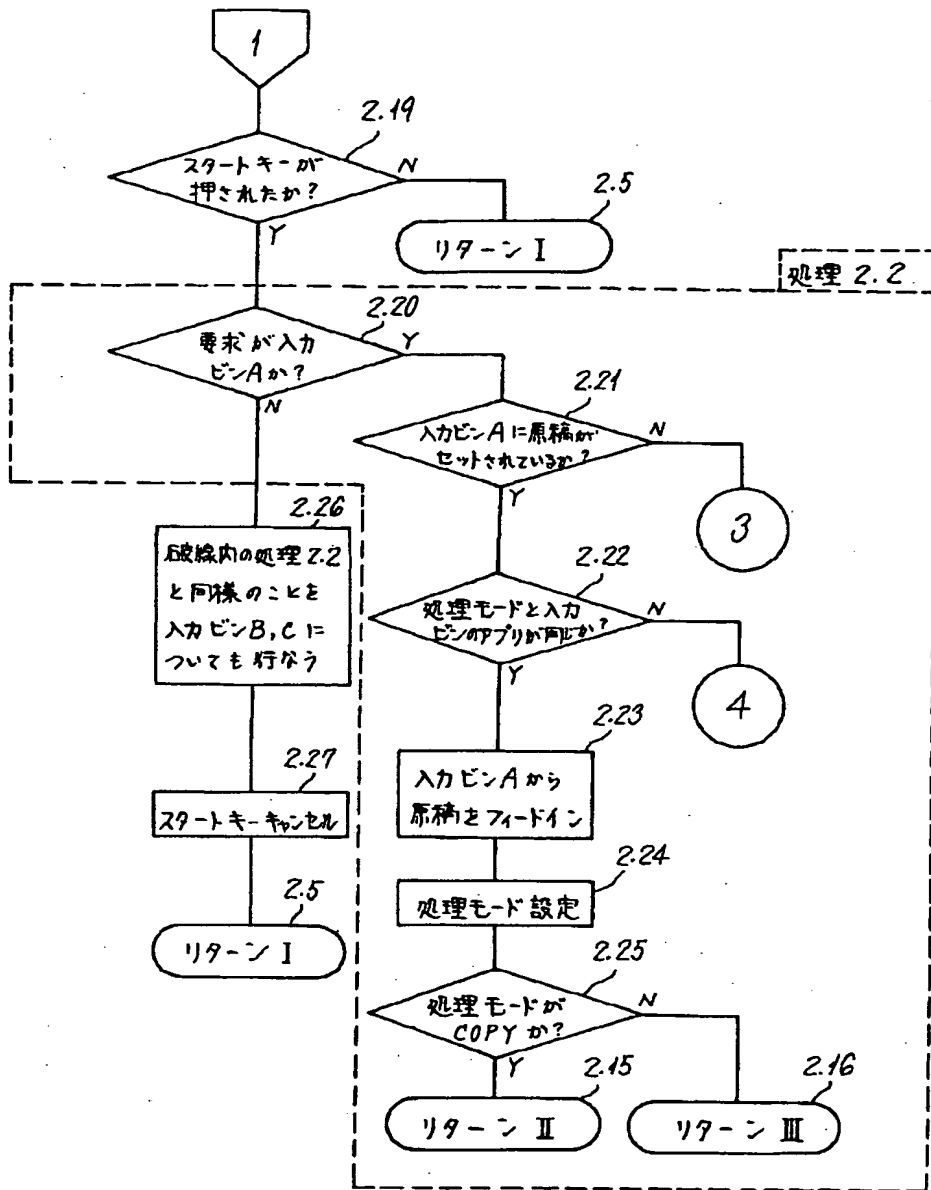 1
2.19
スタートキーが
押されたか？
N
Y
2.5
リターン I
処理 2.2
2.20
要求が入力
ビンAか？
Y
N
2.21
入力ビンAに原稿が
セットされているか？
N
Y
3
2.26
破線内の処理2.2
と同様のことを
入力ビンB,Cに
ついても行なう
2.22
処理モードと入力
ビンのアプリが同じか？
N
Y
4
2.23
入力ビンAから
原稿をフィードイン
2.27
スタートキーキャンセル
2.24
処理モード設定
2.5
リターン I
2.25
処理モードが
COPYか？
N
Y
2.15
リターン II
2.16
リターン III